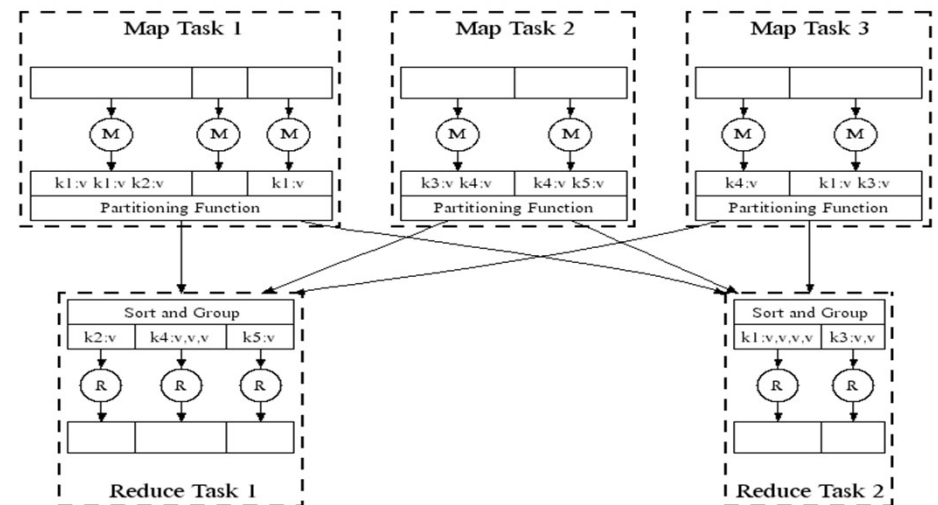 Map Task 1 Map Task 2 Map Task 3
M M M M M M M
k1:v k1:v k2:v k1:v k3:v k4:v k4:v k5:v k4:v k1:v k3:v
Partitioning Function Partitioning Function Partitioning Function
Sort and Group Sort and Group
k2:v k4:v,v,v k5:v k1:v,v,v,v k3:v,v
R R R R R
Reduce Task 1 Reduce Task 2